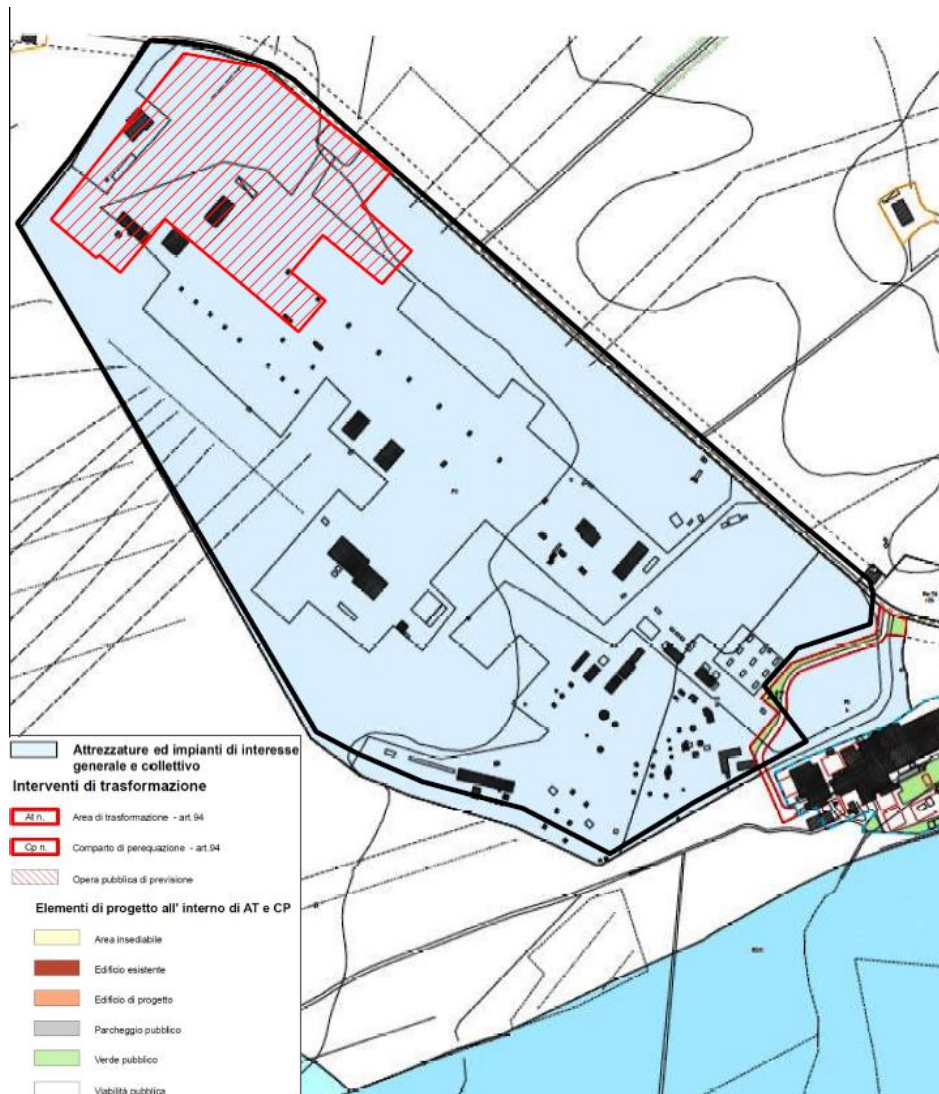 Attrezzature ed impianti di interesse
generale e collettivo
Interventi di trasformazione
At n.
Area di trasformazione - art.94
Cp n.
Comparto di perequazione - art.94
Opera pubblica di previsione
Elementi di progetto all' interno di AT e CP
Area insediabile
Edificio esistente
Edificio di progetto
Parcheggio pubblico
Verde pubblico
Viabilità pubblica